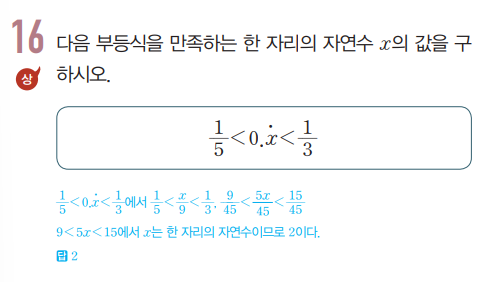 16 다음 부등식을 만족하는 한 자리의 자연수 x의 값을 구
상 하시오.
1/5 < 0.ẋ < 1/3
1/5 < 0.ẋ < 1/3에서 1/5 < x/9 < 1/3, 9/45 < 5x/45 < 15/45
9<5x<15에서 x는 한 자리의 자연수이므로 2이다.
답 2